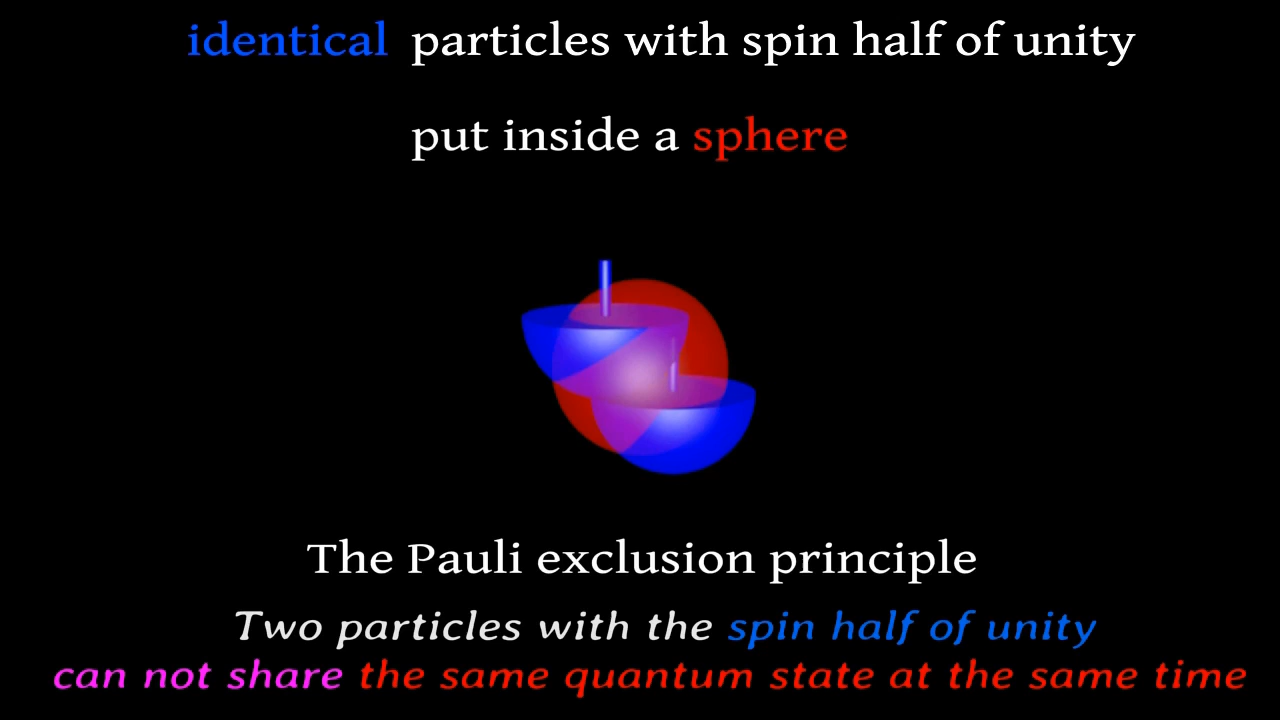 identical particles with spin half of unity
put inside a sphere
The Pauli exclusion principle
Two particles with the spin half of unity
can not share the same quantum state at the same time